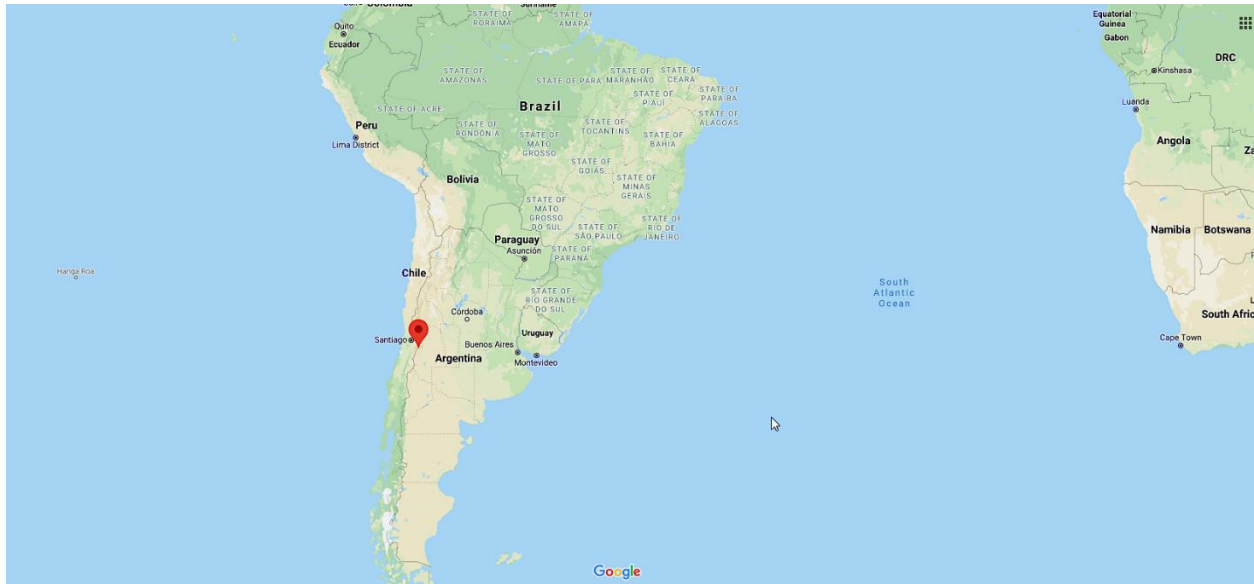 Colombia
Suriname
STATE OF
RORAIMA
STATE OF
AMAPÁ
Equatorial
Guinea
Gabon
DRC
Quito
Ecuador
Kinshasa
STATE OF
AMAZONAS
STATE OF PARÁ
STATE OF
MARANHÃO
STATE OF
CEARÁ
STATE OF
PARAÍBA
STATE OF
PIAUÍ
Luanda
STATE OF ACRE
Brazil
STATE OF
ALAGOAS
Peru
Lima District
STATE OF
RONDÔNIA
STATE OF
MATO
GROSSO
STATE OF
TOCANTINS
STATE OF
BAHIA
Angola
Za
STATE OF
GOIÁS
Bolivia
STATE OF
MINAS
GERAIS
STATE OF
MATO
GROSSO
DO SUL
STATE OF
SÃO PAULO
STATE OF
RIO DE
JANEIRO
Namibia
Botswana
Paraguay
Asunción
STATE OF
PARANÁ
Hanga Roa
Chile
South
Atlantic
Ocean
STATE OF
RIO GRANDE
DO SUL
Córdoba
South Afric
Santiago
Uruguay
Buenos Aires
Montevideo
Argentina
Cape Town
Google